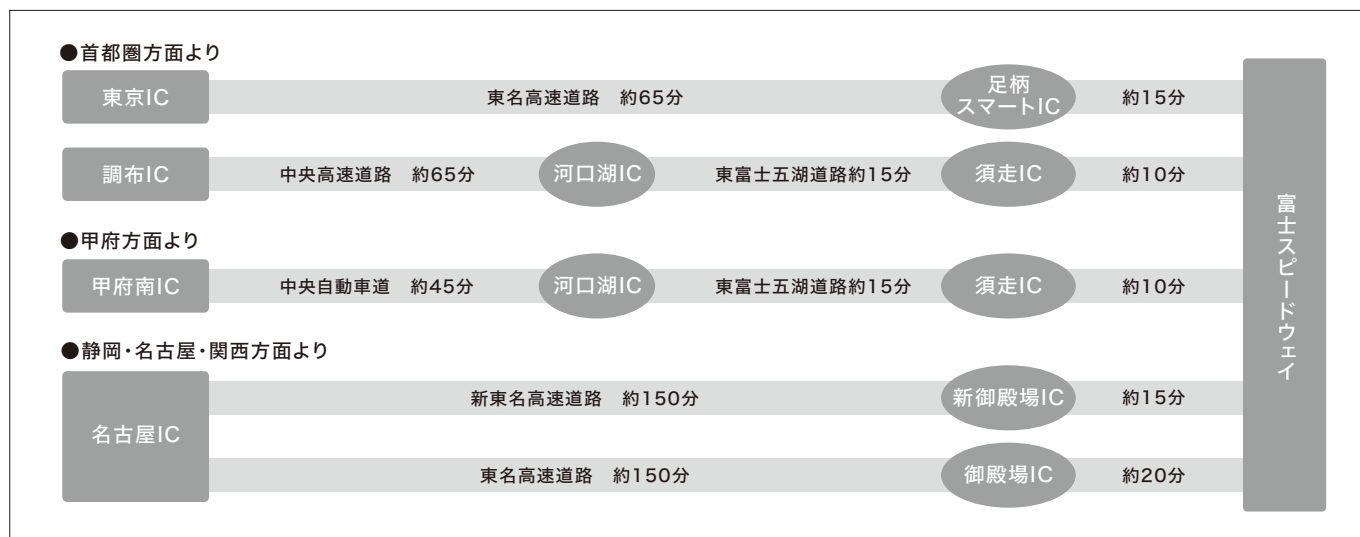 ●首都圏方面より
東京IC
東名高速道路　約65分
足柄
スマートIC
約15分
調布IC
中央高速道路　約65分
河口湖IC
東富士五湖道路約15分
須走IC
約10分
●甲府方面より
甲府南IC
中央自動車道　約45分
河口湖IC
東富士五湖道路約15分
須走IC
約10分
●静岡・名古屋・関西方面より
名古屋IC
新東名高速道路　約150分
新御殿場IC
約15分
東名高速道路　約150分
御殿場IC
約20分
富士スピードウェイ